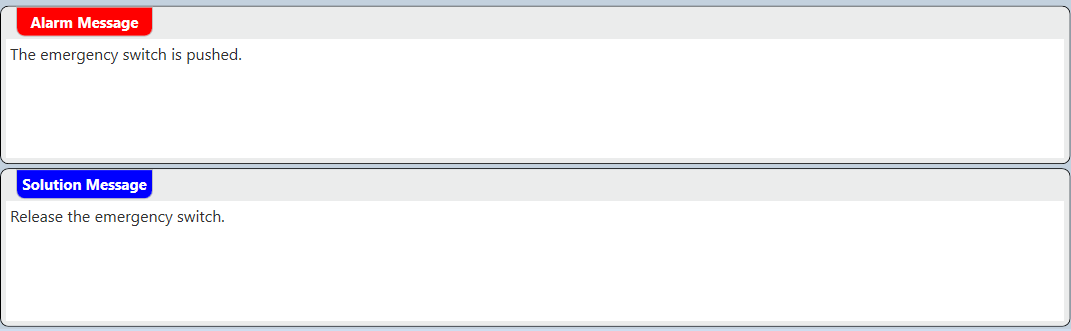 Alarm Message
The emergency switch is pushed.
Solution Message
Release the emergency switch.